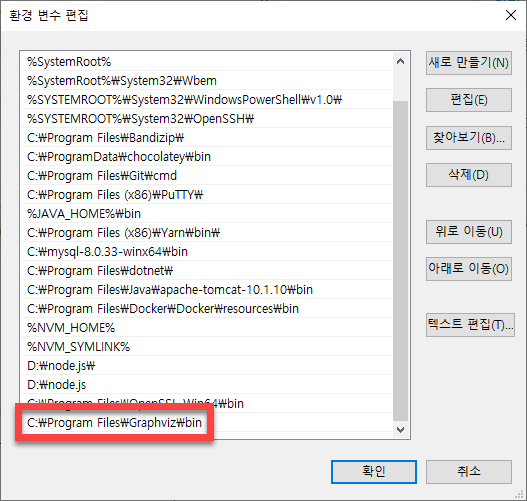 환경 변수 편집
%SystemRoot%
%SystemRoot%₩System32₩Wbem
%SYSTEMROOT%₩System32₩WindowsPowerShell₩v1.0₩
%SYSTEMROOT%₩System32₩OpenSSH₩
C:₩Program Files₩Bandizip₩
C:₩ProgramData₩chocolatey₩bin
C:₩Program Files₩Git₩cmd
C:₩Program Files (x86)₩PuTTY₩
%JAVA_HOME%₩bin
C:₩Program Files (x86)₩Yarn₩bin₩
C:₩mysql-8.0.33-winx64₩bin
C:₩Program Files₩dotnet₩
C:₩Program Files₩Java₩apache-tomcat-10.1.10₩bin
C:₩Program Files₩Docker₩Docker₩resources₩bin
%NVM_HOME%
%NVM_SYMLINK%
D:₩node.js₩
D:₩node.js
C:₩Program Files₩OpenSSL-Win64₩bin
C:₩Program Files₩Graphviz₩bin
새로 만들기(N)
편집(E)
찾아보기(B)...
삭제(D)
위로 이동(U)
아래로 이동(O)
텍스트 편집(T)...
확인
취소